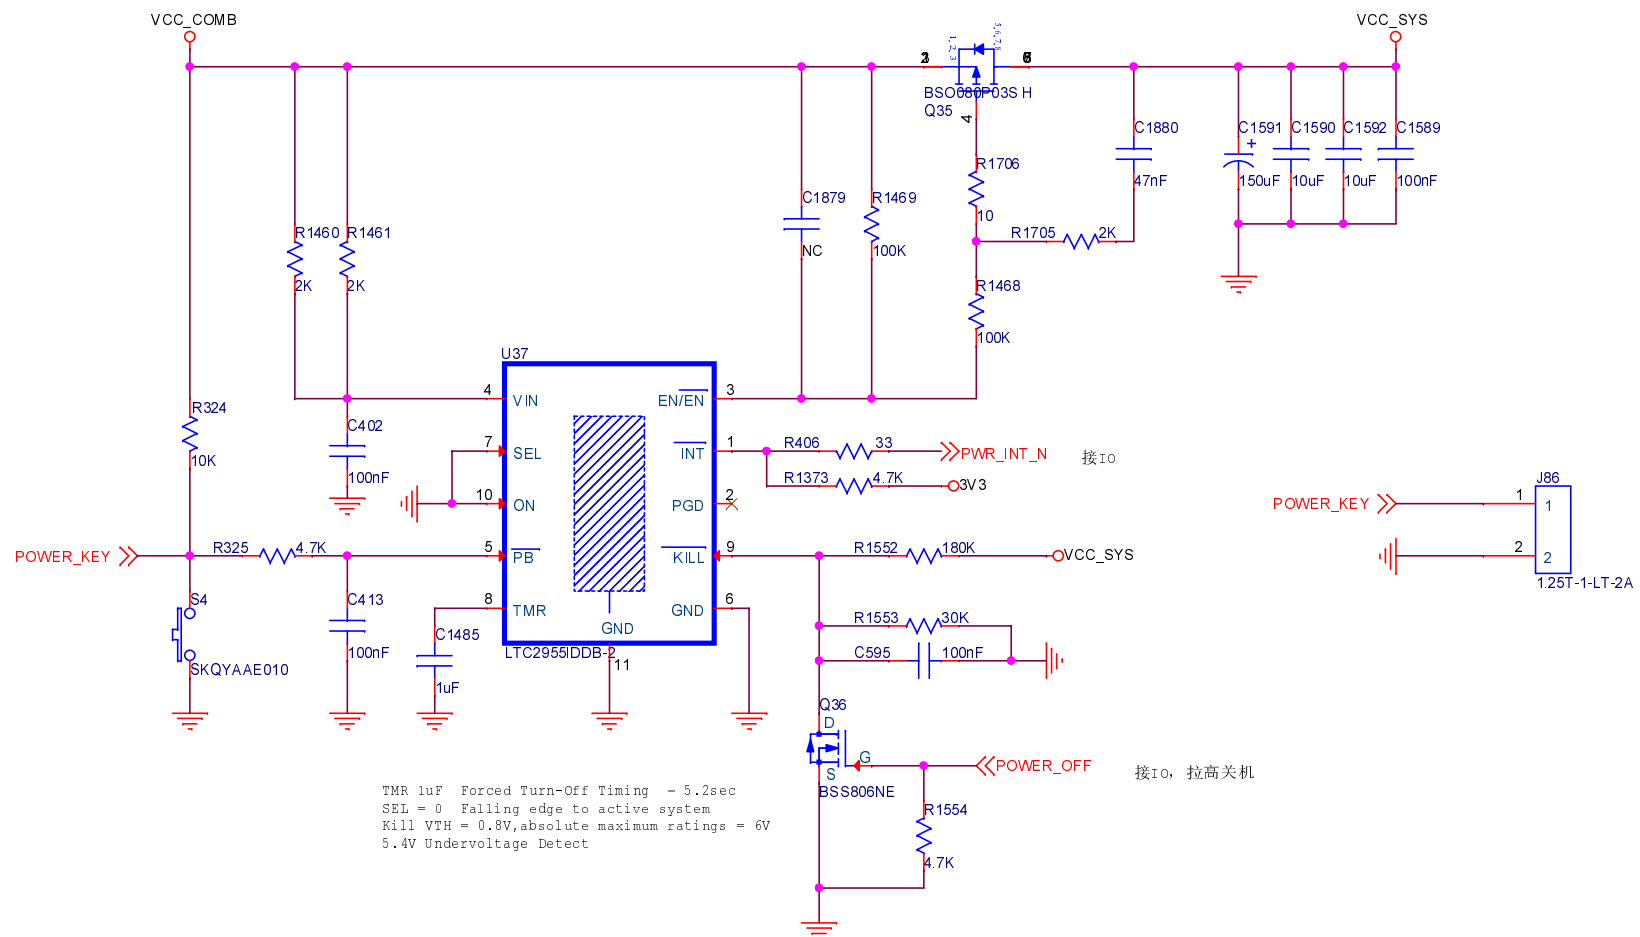 VCC_COMB
VCC_SYS
1,2,3
5,6,7,8
4
BSO080P03S H
Q35
C1880
47nF
C1591
+
150uF
C1590
10uF
C1592
10uF
C1589
100nF
R1706
10
R1705 2K
C1879
NC
R1469
100K
R1460
2K
R1461
2K
R1468
100K
U37
4 VIN
EN/EN 3
7 SEL
INT 1
10 ON
PGD 2
5 PB
KILL 9
8 TMR
GND 6
GND
11
LTC2955IDDB-2
R324
10K
C402
100nF
R406 33
PWR_INT_N 接IO
R1373 4.7K
3V3
POWER_KEY
R325 4.7K
R1552 180K
VCC_SYS
S4
SKQYAAE010
C413
100nF
C1485
1uF
R1553 30K
C595 100nF
Q36
D
G
S
BSS806NE
POWER_OFF 接IO，拉高关机
R1554
4.7K
POWER_KEY
J86
1 1
2 2
1.25T-1-LT-2A
TMR 1uF Forced Turn-Off Timing - 5.2sec
SEL = 0 Falling edge to active system
Kill VTH = 0.8V,absolute maximum ratings = 6V
5.4V Undervoltage Detect